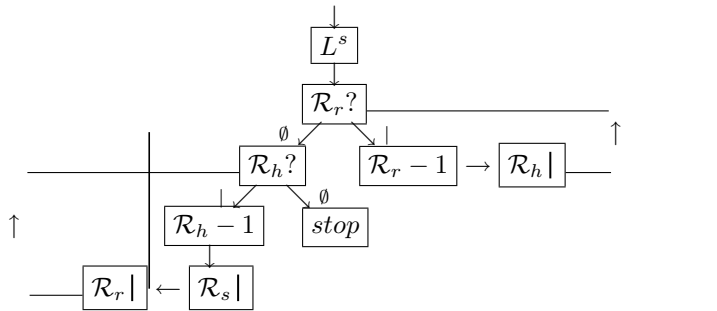 L^s
ℛ_r?
∅ |
ℛ_h? ℛ_r − 1 → ℛ_h|
| ∅
ℛ_h − 1 stop
ℛ_r| ← ℛ_s|